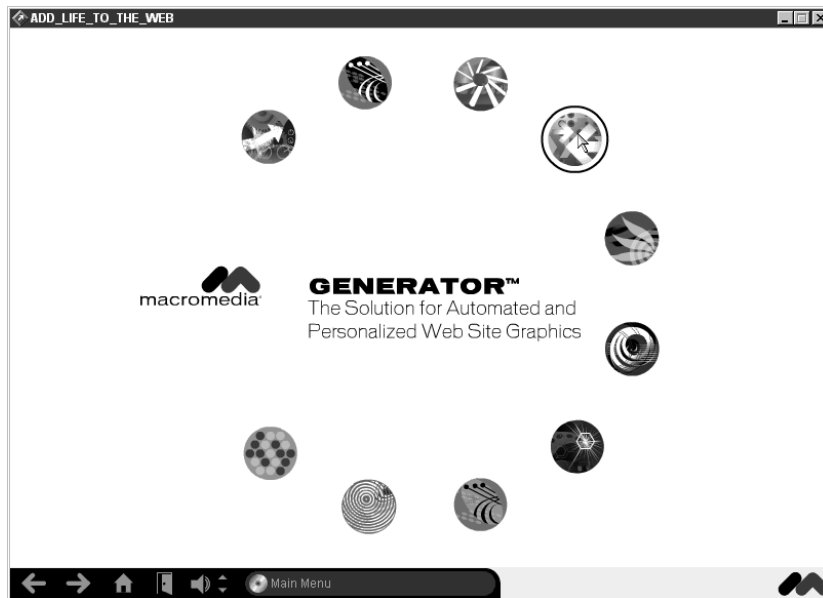 ADD_LIFE_TO_THE_WEB
macromedia®
GENERATOR™
The Solution for Automated and
Personalized Web Site Graphics
Main Menu